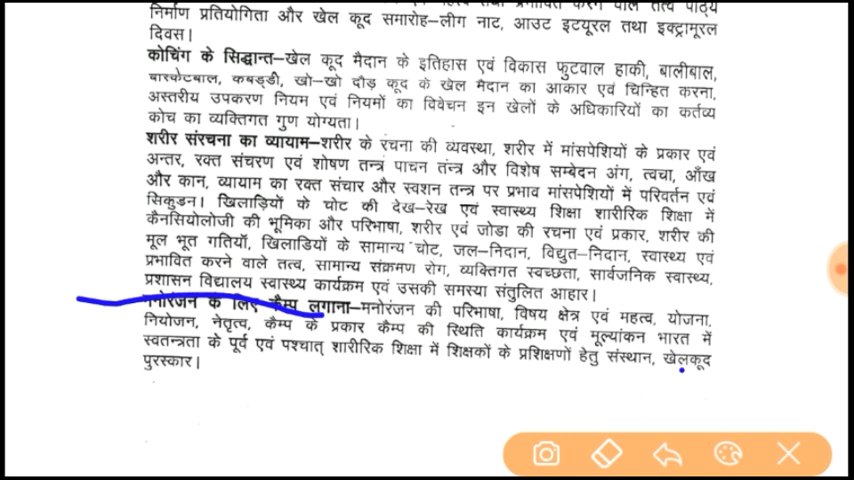 निर्माण प्रतियोगिता और खेल कूद समारोह–लीग नाट, आउट इटयूरल तथा इक्ट्रामूरल
दिवस।
कोचिंग के सिद्धान्त–खेल कूद मैदान के इतिहास एवं विकास फुटवाल हाकी, बालीबाल,
बास्केटबाल, कबड्डी, खो–खो दौड़ कूद के खेल मैदान का आकार एवं चिन्हित करना,
अस्तरीय उपकरण नियम एवं नियमों का विवेचन इन खेलों के अधिकारियों का कर्तव्य
कोच का व्यक्तिगत गुण योग्यता।
शरीर संरचना का व्यायाम–शरीर के रचना की व्यवस्था, शरीर में मांसपेशियों के प्रकार एवं
अन्तर, रक्त संचरण एवं शोषण तन्त्र पाचन तन्त्र और विशेष सम्बेदन अंग, त्वचा, आँख
और कान, व्यायाम का रक्त संचार और स्वशन तन्त्र पर प्रभाव मांसपेशियों में परिवर्तन एवं
सिकुडन। खिलाड़ियों के चोट की देख–रेख एवं स्वास्थ्य शिक्षा शारीरिक शिक्षा में
कैनसियोलोजी की भूमिका और परिभाषा, शरीर एवं जोडा की रचना एवं प्रकार, शरीर की
मूल भूत गतियों, खिलाडियों के सामान्य चोट, जल–निदान, विद्युत–निदान, स्वास्थ्य एवं
प्रभावित करने वाले तत्व, सामान्य संक्रमण रोग, व्यक्तिगत स्वच्छता, सार्वजनिक स्वास्थ्य,
प्रशासन विद्यालय स्वास्थ्य कार्यक्रम एवं उसकी समस्या संतुलित आहार।
मनोरंजन के लिए कैम्प लगाना–मनोरंजन की परिभाषा, विषय क्षेत्र एवं महत्व, योजना,
नियोजन, नेतृत्व, कैम्प के प्रकार कैम्प की स्थिति कार्यक्रम एवं मूल्यांकन भारत में
स्वतन्त्रता के पूर्व एवं पश्चात् शारीरिक शिक्षा में शिक्षकों के प्रशिक्षणों हेतु संस्थान, खेलकूद
पुरस्कार।